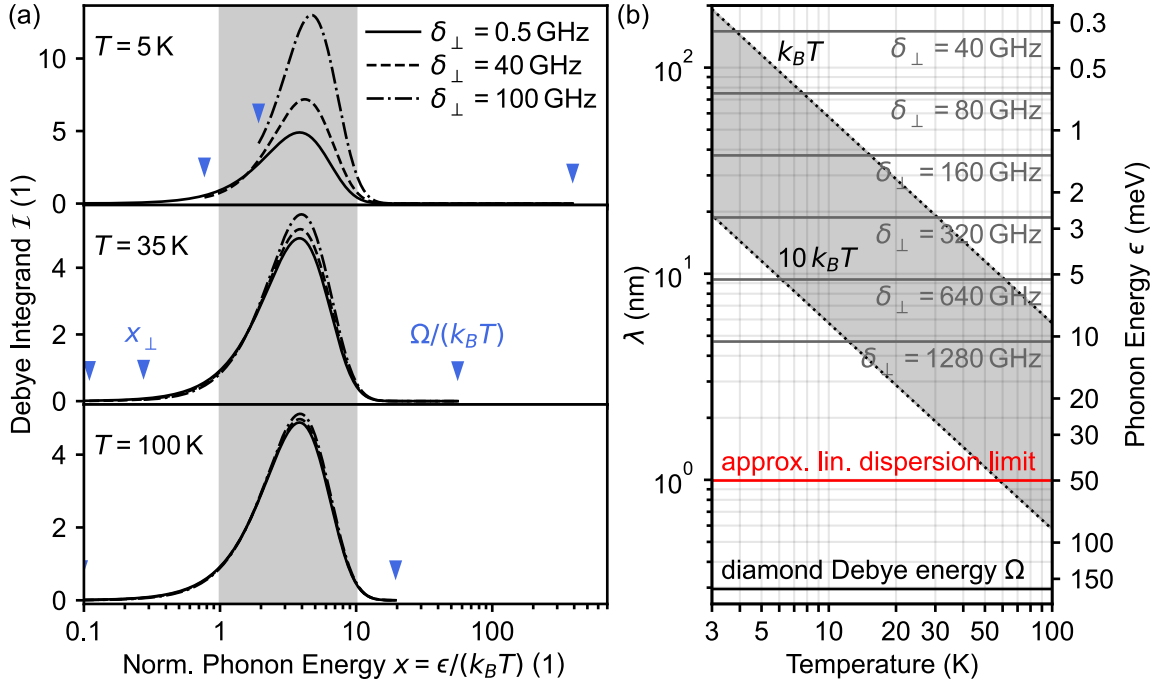 (a)
T = 5 K
δ⊥ = 0.5 GHz
δ⊥ = 40 GHz
δ⊥ = 100 GHz
10
5
0
T = 35 K
x⊥
Ω/(k_BT)
4
2
0
T = 100 K
4
2
0
0.1
1
10
100
Debye Integrand I (1)
Norm. Phonon Energy x = ϵ/(k_BT) (1)
(b)
k_BT
10 k_BT
δ⊥ = 40 GHz
δ⊥ = 80 GHz
δ⊥ = 160 GHz
δ⊥ = 320 GHz
δ⊥ = 640 GHz
δ⊥ = 1280 GHz
approx. lin. dispersion limit
diamond Debye energy Ω
10²
10¹
10⁰
λ (nm)
0.3
0.5
1
2
3
5
10
20
30
50
100
150
Phonon Energy ϵ (meV)
3
5
10
20
30
50
100
Temperature (K)